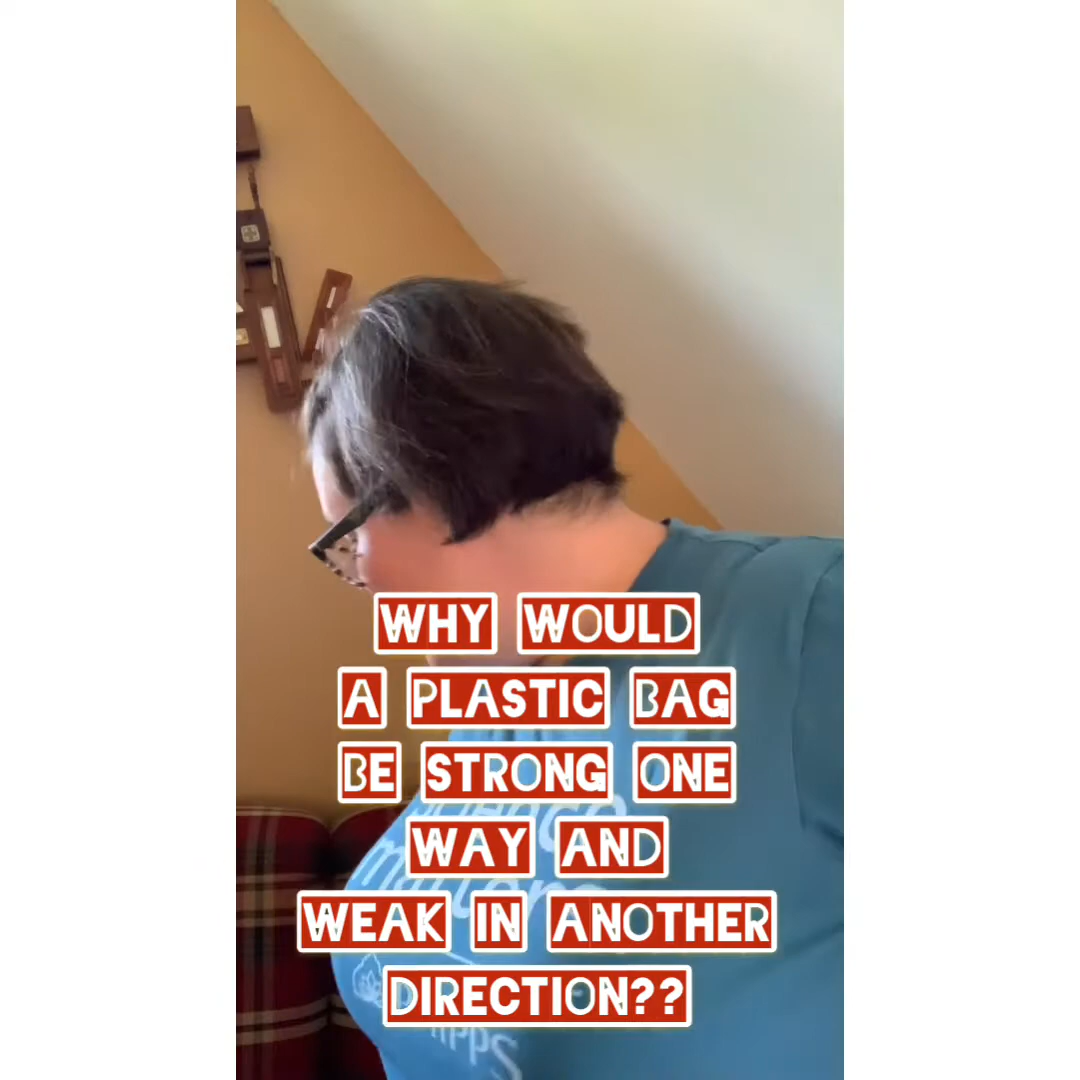 WHY WOULD
A PLASTIC BAG
BE STRONG ONE
WAY AND
WEAK IN ANOTHER
DIRECTION??